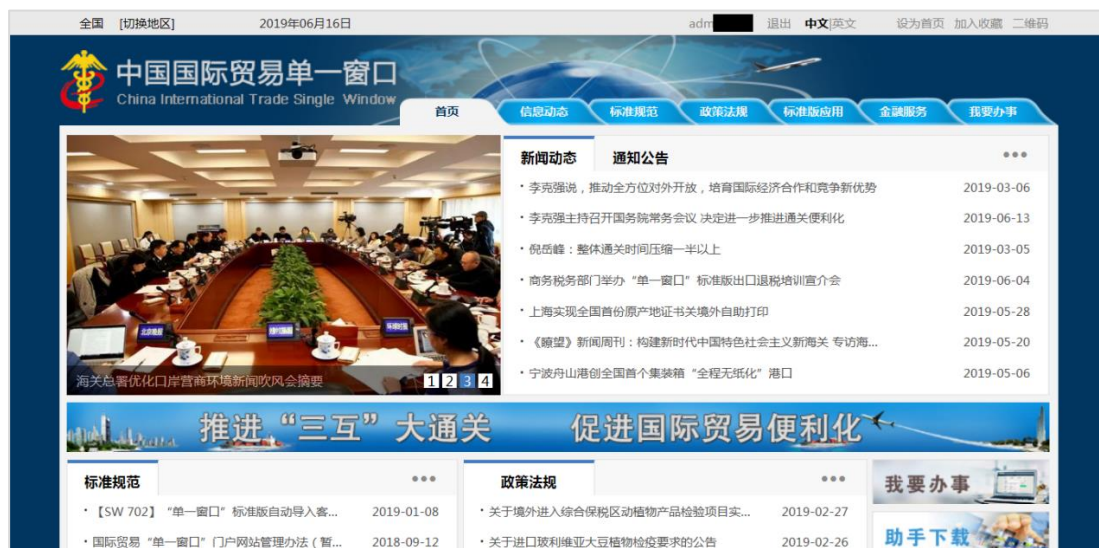 全国 [切换地区] 2019年06月16日 adm 退出 中文|英文 设为首页 加入收藏 二维码
中国国际贸易单一窗口
China International Trade Single Window
首页 信息动态 标准规范 政策法规 标准版应用 金融服务 我要办事
新闻动态 通知公告
·李克强说,推动全方位对外开放,培育国际经济合作和竞争新优势 2019-03-06
·李克强主持召开国务院常务会议 决定进一步推进通关便利化 2019-06-13
·倪岳峰:整体通关时间压缩一半以上 2019-03-05
·商务税务部门举办“单一窗口”标准版出口退税培训宣介会 2019-06-04
·上海实现全国首份原产地证书关境外自助打印 2019-05-28
·《瞭望》新闻周刊:构建新时代中国特色社会主义新海关 专访海... 2019-05-20
·宁波舟山港创全国首个集装箱“全程无纸化”港口 2019-05-06
北京晚报
环球时报
海关总署优化口岸营商环境新闻吹风会摘要 1 2 3 4
推进“三互”大通关 促进国际贸易便利化
标准规范
·【SW 702】“单一窗口”标准版自动导入客... 2019-01-08
·国际贸易“单一窗口”门户网站管理办法(暂... 2018-09-12
政策法规
·关于境外进入综合保税区动植物产品检验项目实... 2019-02-27
·关于进口玻利维亚大豆植物检疫要求的公告 2019-02-26
我要办事
助手下载